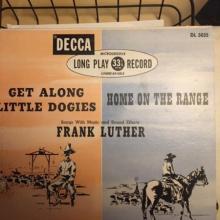 DECCA
DL 5035
MICROGROOVE
LONG PLAY 33⅓ RECORD
UNBREAKABLE
GET ALONG
LITTLE DOGIES
HOME ON THE RANGE
Songs With Music and Sound Effects
FRANK LUTHER